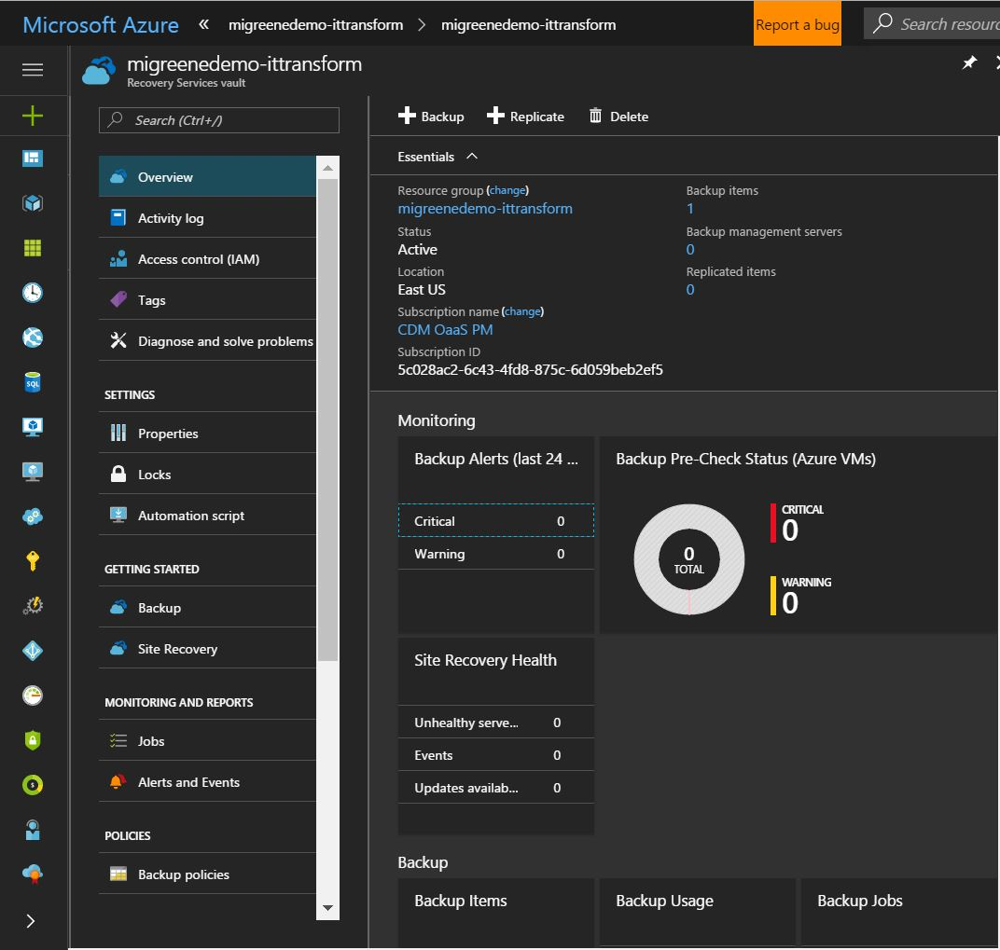 Microsoft Azure « migreenedemo-ittransform > migreenedemo-ittransform
Report a bug
Search resourc
migreenedemo-ittransform
Recovery Services vault
Search (Ctrl+/)
Overview
Activity log
Access control (IAM)
Tags
Diagnose and solve problems
SETTINGS
Properties
Locks
Automation script
GETTING STARTED
Backup
Site Recovery
MONITORING AND REPORTS
Jobs
Alerts and Events
POLICIES
Backup policies
Backup Replicate Delete
Essentials
Resource group (change)
migreenedemo-ittransform
Status
Active
Location
East US
Subscription name (change)
CDM OaaS PM
Subscription ID
5c028ac2-6c43-4fd8-875c-6d059beb2ef5
Backup items
1
Backup management servers
0
Replicated items
0
Monitoring
Backup Alerts (last 24 ...
Critical 0
Warning 0
Backup Pre-Check Status (Azure VMs)
0
TOTAL
CRITICAL
0
WARNING
0
Site Recovery Health
Unhealthy serve... 0
Events 0
Updates availab... 0
Backup
Backup Items
Backup Usage
Backup Jobs
SQL